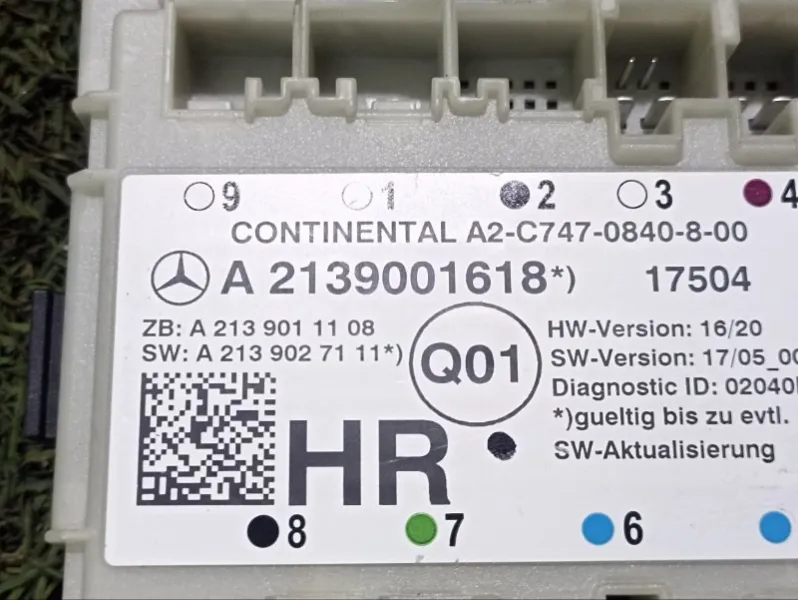 9 1 2 3 4
CONTINENTAL A2-C747-0840-8-00
A 2139001618*) 17504
ZB: A 213 901 11 08
SW: A 213 902 71 11*)
Q01
HW-Version: 16/20
SW-Version: 17/05_00
Diagnostic ID: 02040
*)gueltig bis zu evtl.
SW-Aktualisierung
HR
8 7 6